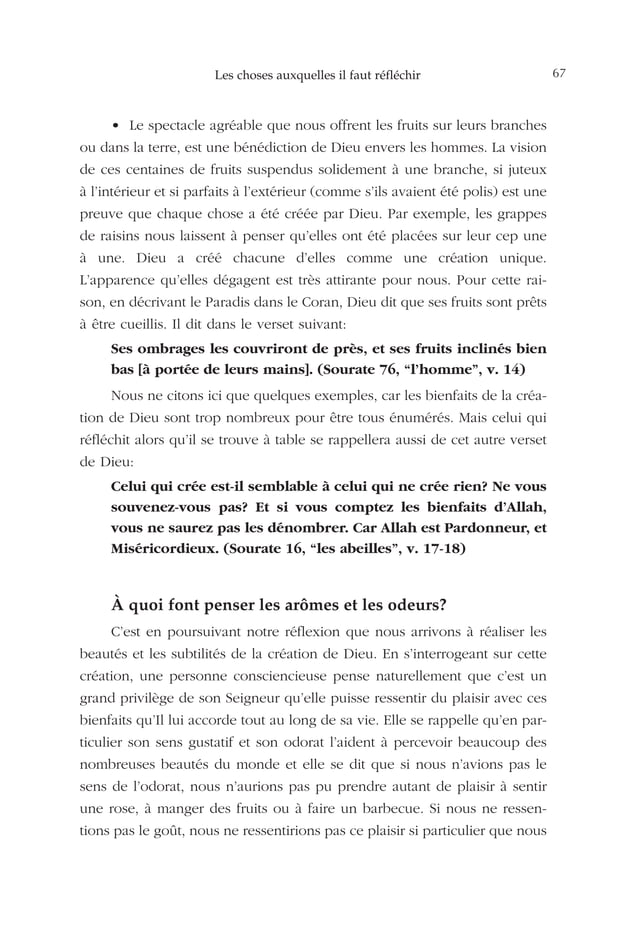 Les choses auxquelles il faut réfléchir 67
• Le spectacle agréable que nous offrent les fruits sur leurs branches
ou dans la terre, est une bénédiction de Dieu envers les hommes. La vision
de ces centaines de fruits suspendus solidement à une branche, si juteux
à l'intérieur et si parfaits à l'extérieur (comme s'ils avaient été polis) est une
preuve que chaque chose a été créée par Dieu. Par exemple, les grappes
de raisins nous laissent à penser qu'elles ont été placées sur leur cep une
à une. Dieu a créé chacune d'elles comme une création unique.
L'apparence qu'elles dégagent est très attirante pour nous. Pour cette rai-
son, en décrivant le Paradis dans le Coran, Dieu dit que ses fruits sont prêts
à être cueillis. Il dit dans le verset suivant:
Ses ombrages les couvriront de près, et ses fruits inclinés bien
bas [à portée de leurs mains]. (Sourate 76, “l'homme”, v. 14)
Nous ne citons ici que quelques exemples, car les bienfaits de la créa-
tion de Dieu sont trop nombreux pour être tous énumérés. Mais celui qui
réfléchit alors qu'il se trouve à table se rappellera aussi de cet autre verset
de Dieu:
Celui qui crée est-il semblable à celui qui ne crée rien? Ne vous
souvenez-vous pas? Et si vous comptez les bienfaits d'Allah,
vous ne saurez pas les dénombrer. Car Allah est Pardonneur, et
Miséricordieux. (Sourate 16, “les abeilles”, v. 17-18)
À quoi font penser les arômes et les odeurs?
C'est en poursuivant notre réflexion que nous arrivons à réaliser les
beautés et les subtilités de la création de Dieu. En s'interrogeant sur cette
création, une personne consciencieuse pense naturellement que c'est un
grand privilège de son Seigneur qu'elle puisse ressentir du plaisir avec ces
bienfaits qu'Il lui accorde tout au long de sa vie. Elle se rappelle qu'en par-
ticulier son sens gustatif et son odorat l'aident à percevoir beaucoup des
nombreuses beautés du monde et elle se dit que si nous n'avions pas le
sens de l'odorat, nous n'aurions pas pu prendre autant de plaisir à sentir
une rose, à manger des fruits ou à faire un barbecue. Si nous ne ressen-
tions pas le goût, nous ne ressentirions pas ce plaisir si particulier que nous